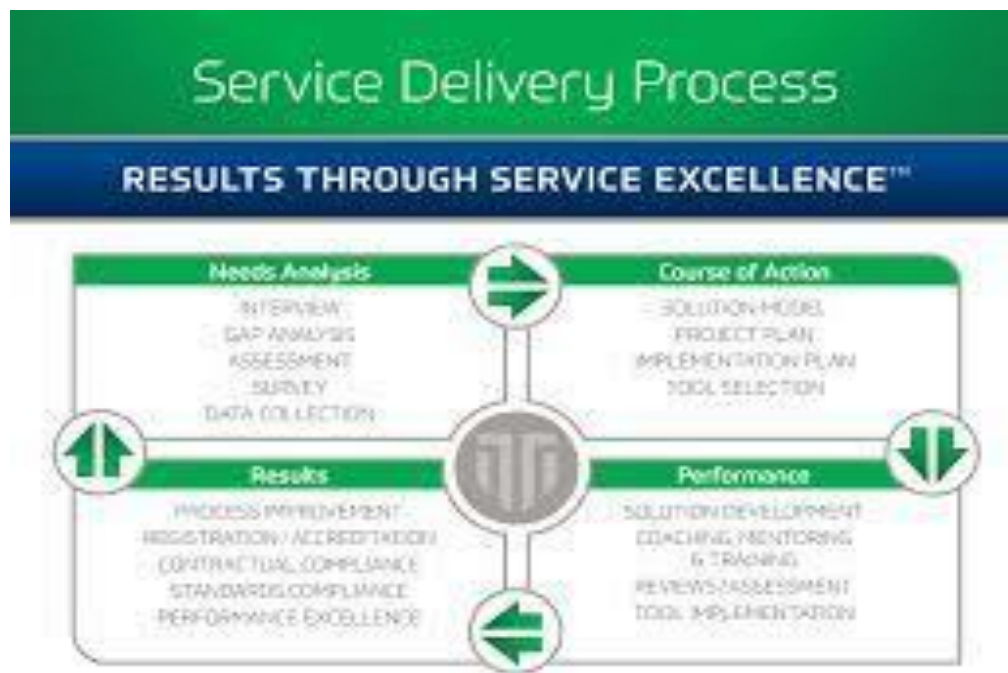 Service Delivery Process
RESULTS THROUGH SERVICE EXCELLENCE™
Needs Analysis
INTERVIEW
GAP ANALYSIS
ASSESSMENT
SURVEY
DATA COLLECTION
Course of Action
SOLUTION MODEL
PROJECT PLAN
IMPLEMENTATION PLAN
TOOL SELECTION
Results
PROCESS IMPROVEMENT
REGISTRATION / ACCREDITATION
CONTRACTUAL COMPLIANCE
STANDARDS COMPLIANCE
PERFORMANCE EXCELLENCE
Performance
SOLUTION DEVELOPMENT
COACHING, MENTORING
& TRAINING
REVIEWS/ASSESSMENT
TOOL IMPLEMENTATION